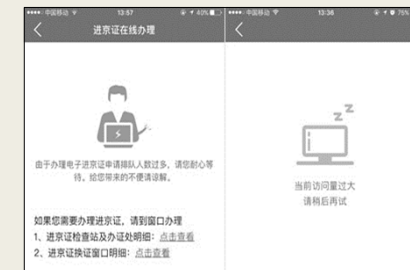 中国移动 13:57 40%
进京证在线办理
由于办理电子进京证申请排队人数过多，请您耐心等
待。给您带来的不便请谅解。
如果您需要办理进京证，请到窗口办理
1、进京证检查站及办证处明细：点击查看
2、进京证换证窗口明细：点击查看
中国移动 13:36 76%
zz
当前访问量过大
请稍后再试